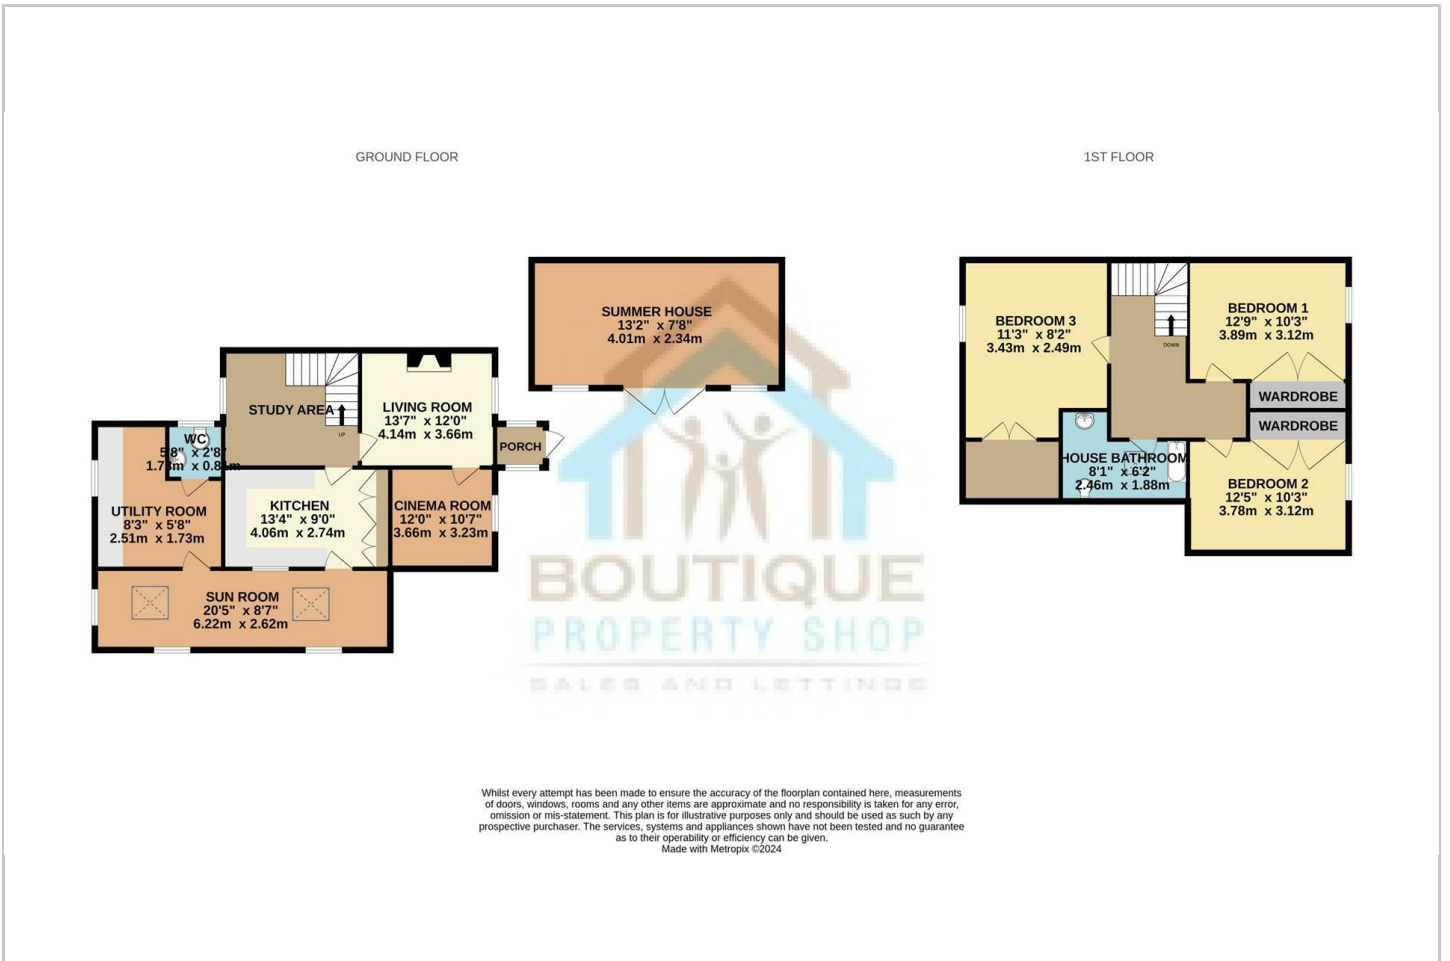 GROUND FLOOR
1ST FLOOR
SUMMER HOUSE
13'2" x 7'8"
4.01m x 2.34m
STUDY AREA
UP
LIVING ROOM
13'7" x 12'0"
4.14m x 3.66m
PORCH
WC
5'8" x 2'8"
UTILITY ROOM
8'3" x 5'8"
2.51m x 1.73m
KITCHEN
13'4" x 9'0"
4.06m x 2.74m
CINEMA ROOM
12'0" x 10'7"
3.66m x 3.23m
SUN ROOM
20'5" x 8'7"
6.22m x 2.62m
BEDROOM 3
11'3" x 8'2"
3.43m x 2.49m
DOWN
BEDROOM 1
12'9" x 10'3"
3.89m x 3.12m
WARDROBE
WARDROBE
HOUSE BATHROOM
8'1" x 6'2"
2.46m x 1.88m
BEDROOM 2
12'5" x 10'3"
3.78m x 3.12m
BOUTIQUE
PROPERTY SHOP
SALES AND LETTINGS
Whilst every attempt has been made to ensure the accuracy of the floorplan contained here, measurements
of doors, windows, rooms and any other items are approximate and no responsibility is taken for any error,
omission or mis-statement. This plan is for illustrative purposes only and should be used as such by any
prospective purchaser. The services, systems and appliances shown have not been tested and no guarantee
as to their operability or efficiency can be given.
Made with Metropix ©2024